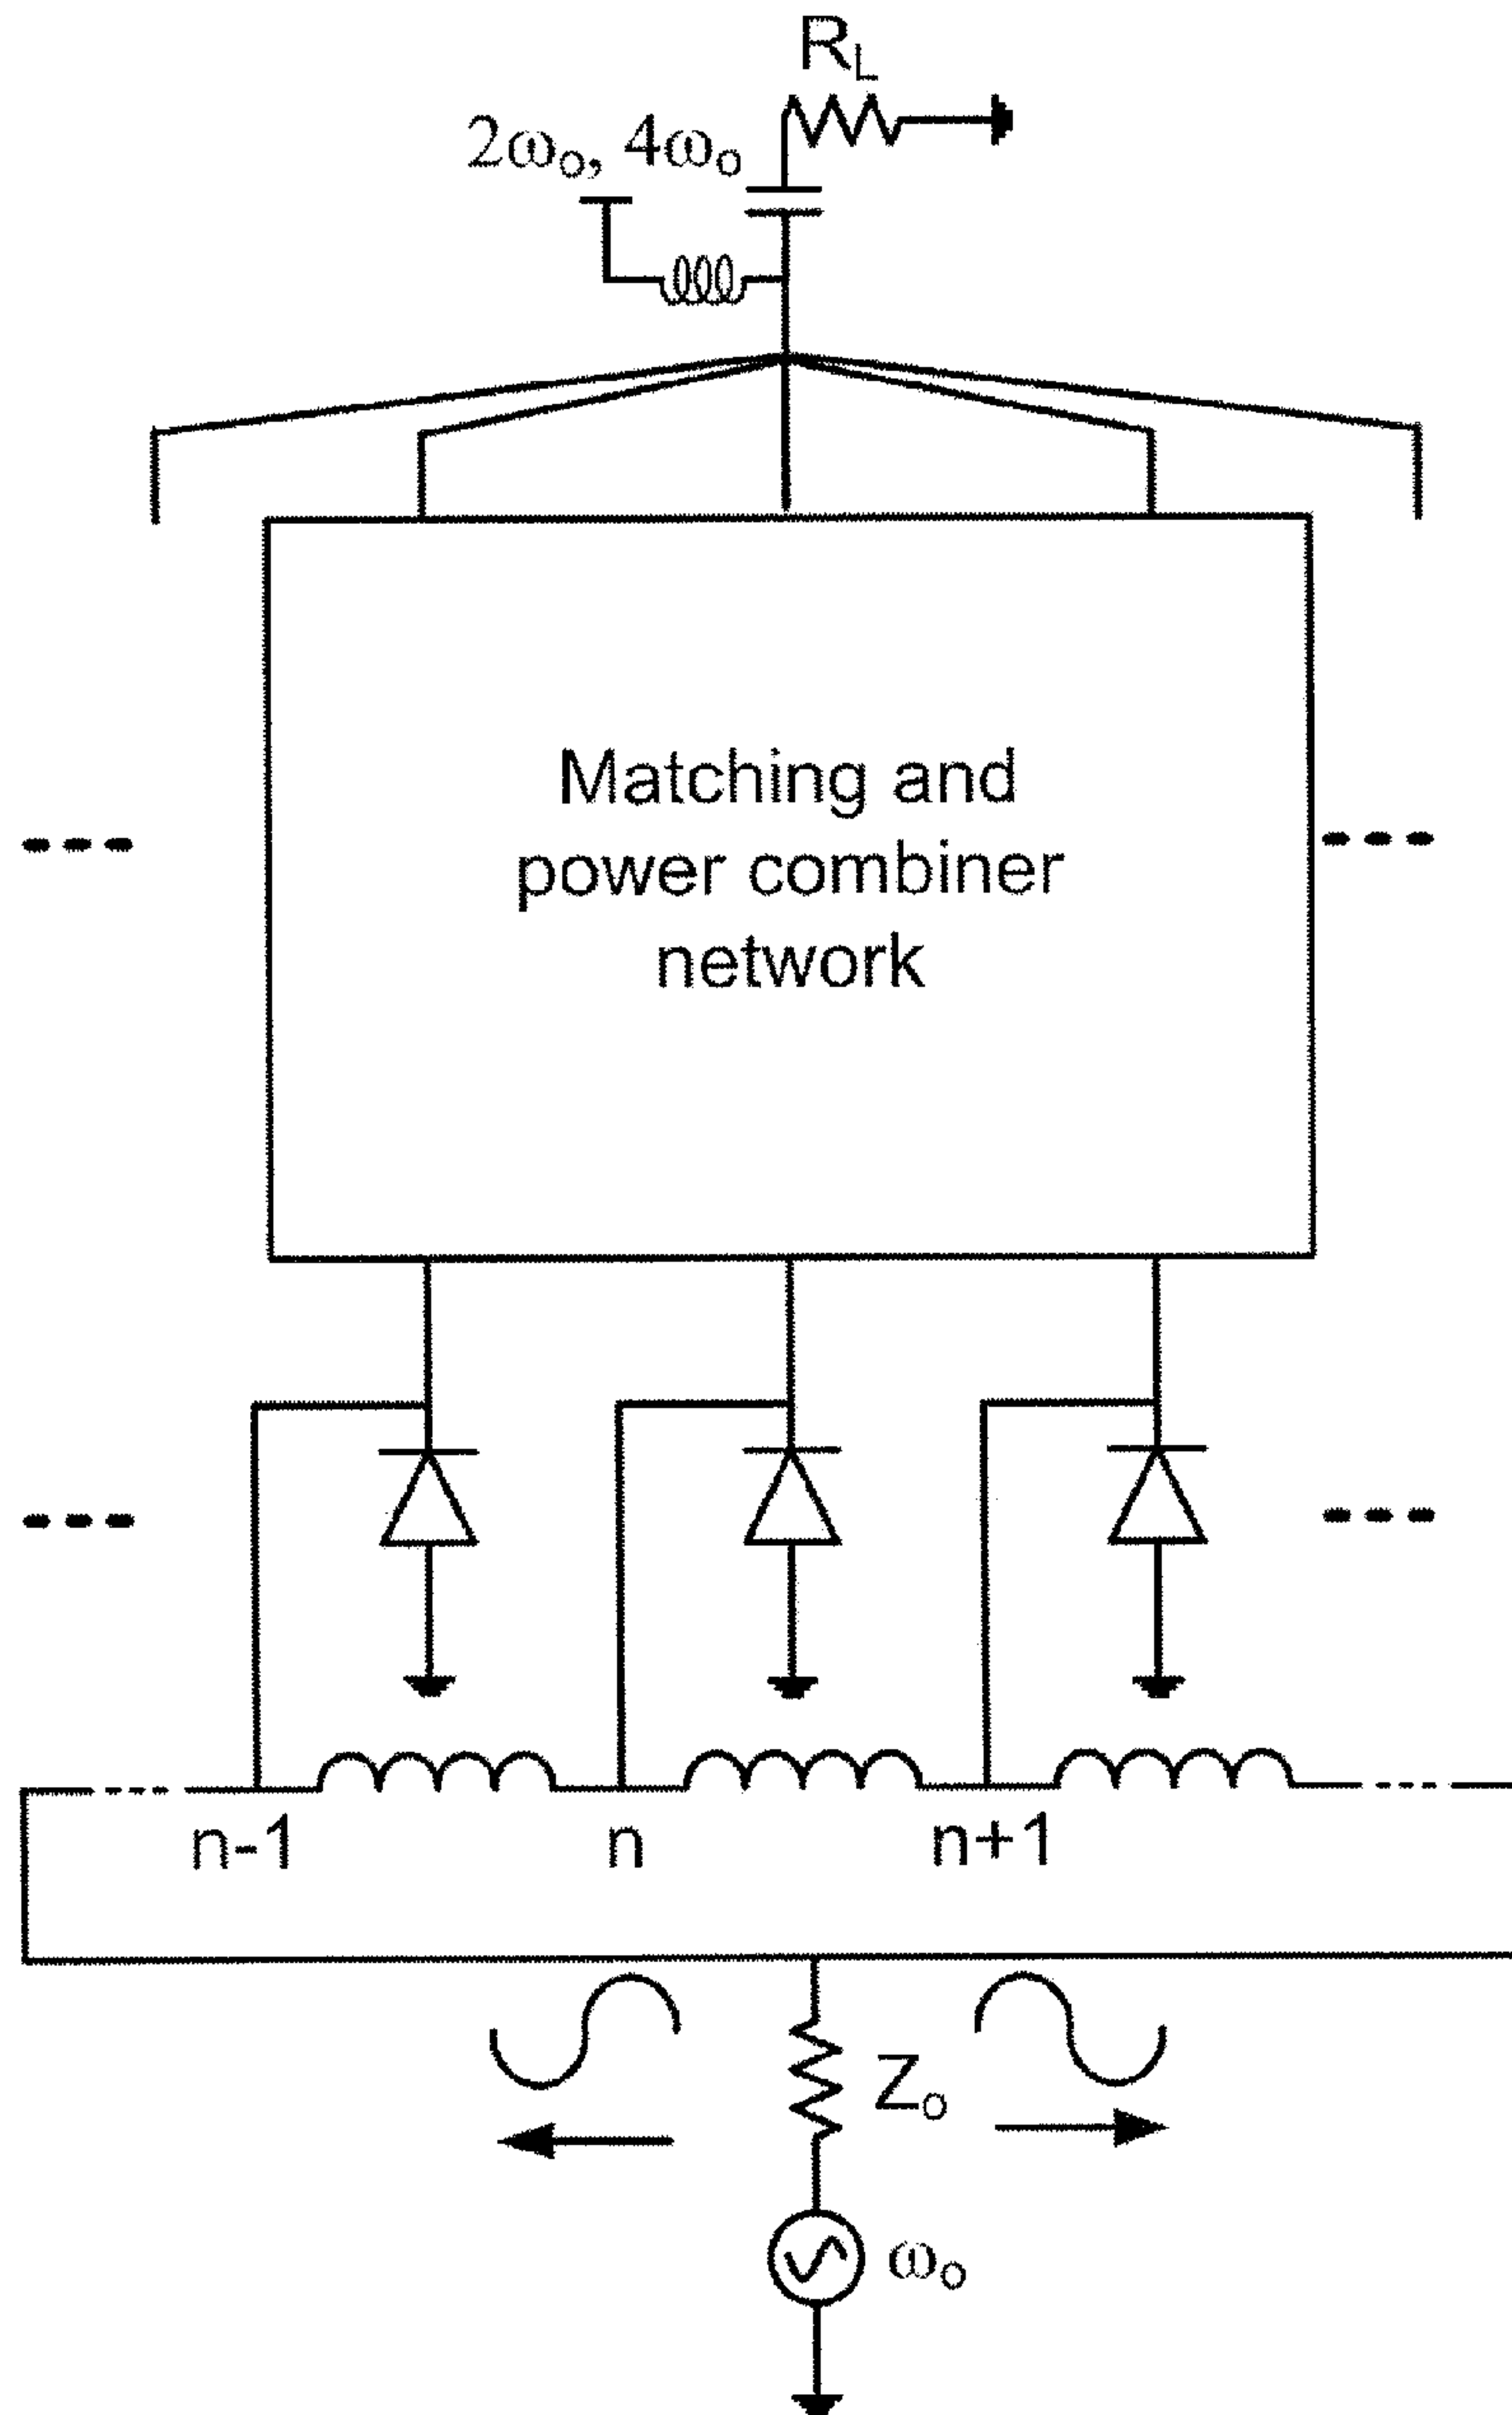 R_L
2ω_o, 4ω_o
Matching and
power combiner
network
n-1 n n+1
Z_o
ω_o